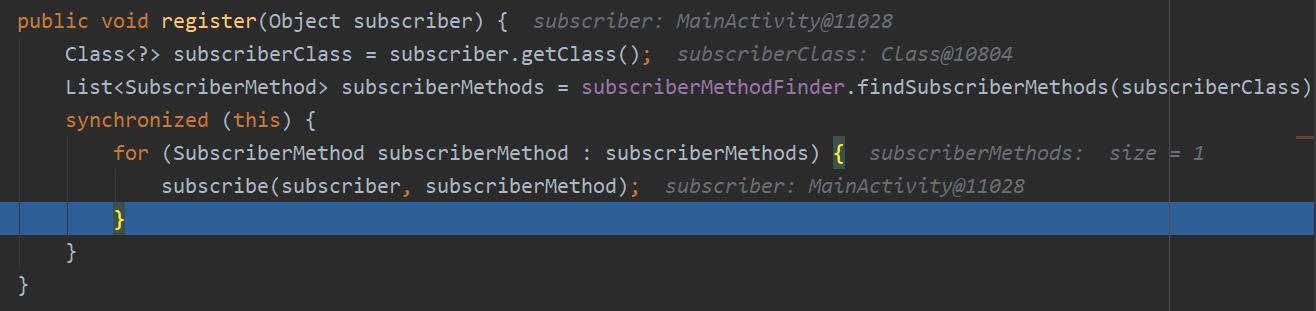 public void register(Object subscriber) {  subscriber: MainActivity@11028
    Class<?> subscriberClass = subscriber.getClass();  subscriberClass: Class@10804
    List<SubscriberMethod> subscriberMethods = subscriberMethodFinder.findSubscriberMethods(subscriberClass)
    synchronized (this) {
        for (SubscriberMethod subscriberMethod : subscriberMethods) {  subscriberMethods:  size = 1
            subscribe(subscriber, subscriberMethod);  subscriber: MainActivity@11028
        }
    }
}